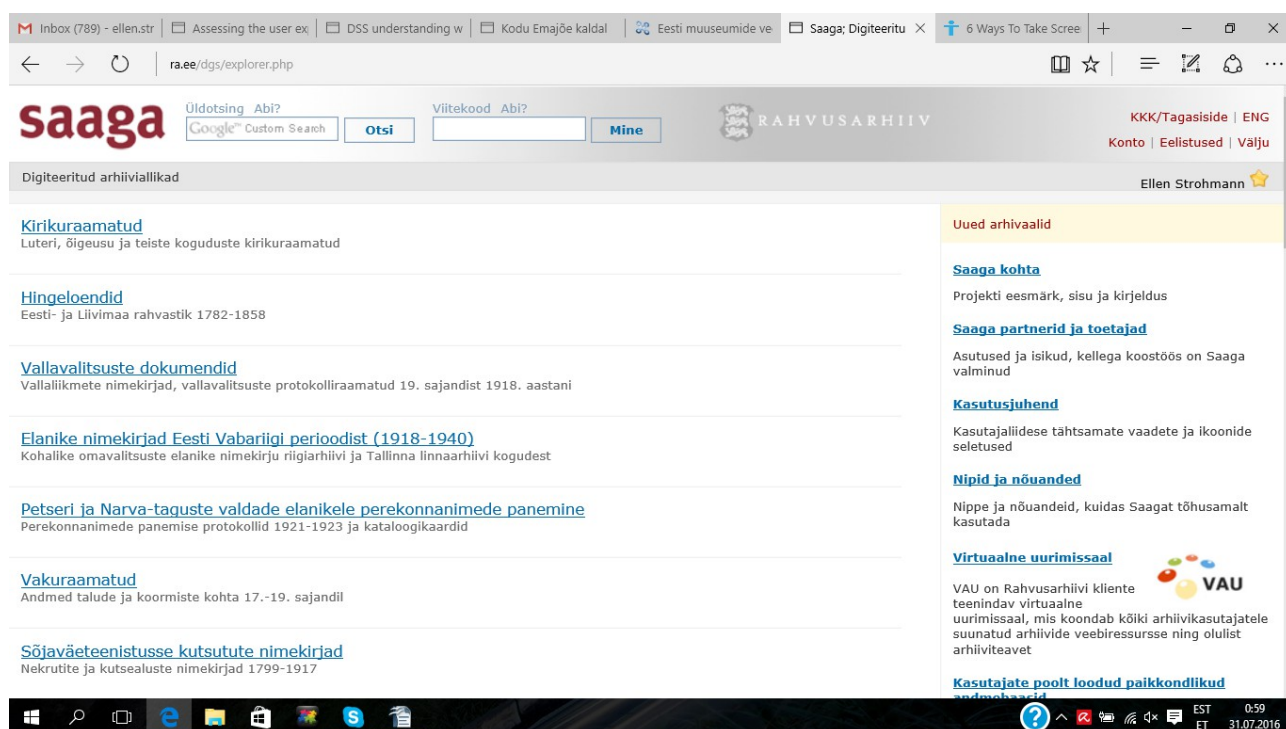 Inbox (789) - ellen.str
Assessing the user ex
DSS understanding w
Kodu Emajõe kaldal
Eesti muuseumide ve
Saaga; Digiteeritu
6 Ways To Take Scree
ra.ee/dgs/explorer.php
saaga
Üldotsing Abi?
Google™ Custom Search
Otsi
Viitekood Abi?
Mine
RAHVUSARHIIV
KKK/Tagasiside | ENG
Konto | Eelistused | Välju
Digiteeritud arhiiviallikad
Ellen Strohmann
Kirikuraamatud
Luteri, õigeusu ja teiste koguduste kirikuraamatud
Hingeloendid
Eesti- ja Liivimaa rahvastik 1782-1858
Vallavalitsuste dokumendid
Vallaliikmete nimekirjad, vallavalitsuste protokolliraamatud 19. sajandist 1918. aastani
Elanike nimekirjad Eesti Vabariigi perioodist (1918-1940)
Kohalike omavalitsuste elanike nimekirju riigiarhiivi ja Tallinna linnaarhiivi kogudest
Petseri ja Narva-taguste valdade elanikele perekonnanimede panemine
Perekonnanimede panemise protokollid 1921-1923 ja kataloogikaardid
Vakuraamatud
Andmed talude ja koormiste kohta 17.-19. sajandil
Sõjaväeteenistusse kutsutute nimekirjad
Nekrutite ja kutsealuste nimekirjad 1799-1917
Uued arhivaalid
Saaga kohta
Projekti eesmärk, sisu ja kirjeldus
Saaga partnerid ja toetajad
Asutused ja isikud, kellega koostöös on Saaga
valminud
Kasutusjuhend
Kasutajaliidese tähtsamate vaadete ja ikoonide
seletused
Nipid ja nõuanded
Nippe ja nõuandeid, kuidas Saagat tõhusamalt
kasutada
Virtuaalne uurimissaal
VAU
VAU on Rahvusarhiivi kliente
teenindav virtuaalne
uurimissaal, mis koondab kõiki arhiivikasutajatele
suunatud arhiivide veebiressursse ning olulist
arhiiviteavet
Kasutajate poolt loodud paikkondlikud
andmebaasid
EST
ET
0:59
31.07.2016